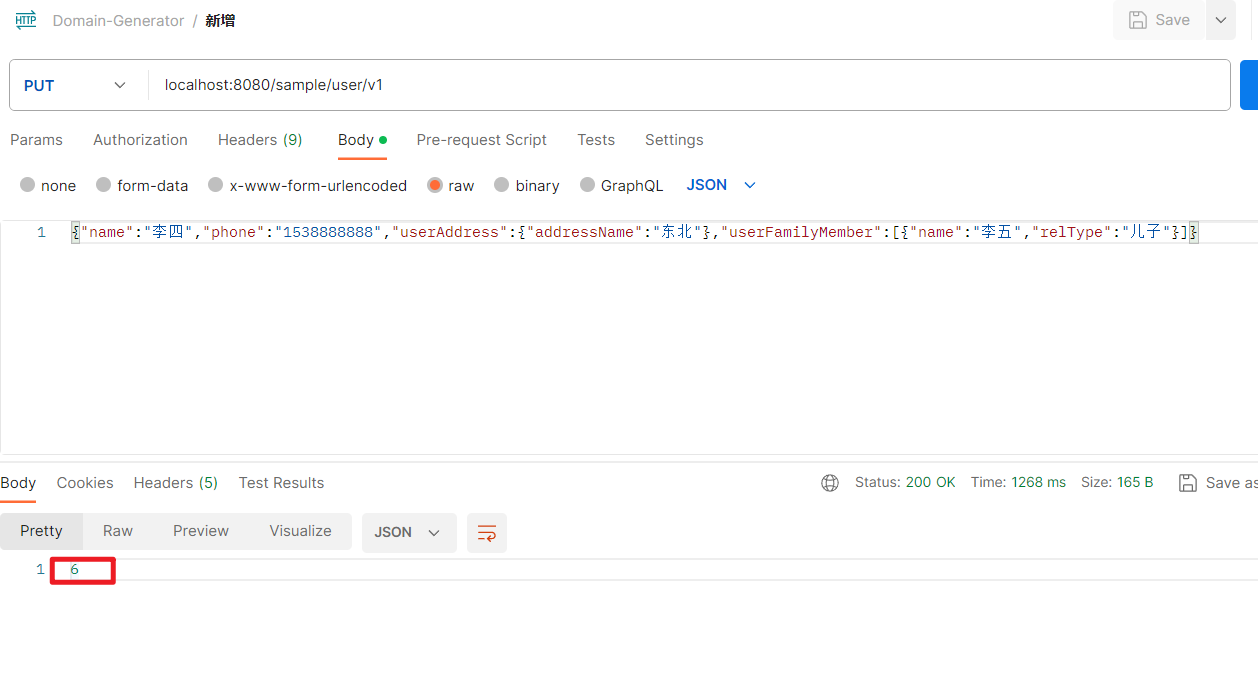 HTTP Domain-Generator / 新增 Save
PUT localhost:8080/sample/user/v1
Params Authorization Headers (9) Body Pre-request Script Tests Settings
none form-data x-www-form-urlencoded raw binary GraphQL JSON
1 {"name":"李四","phone":"1538888888","userAddress":{"addressName":"东北"},"userFamilyMember":[{"name":"李五","relType":"儿子"}]}
Body Cookies Headers (5) Test Results Status: 200 OK Time: 1268 ms Size: 165 B Save as
Pretty Raw Preview Visualize JSON
1 6